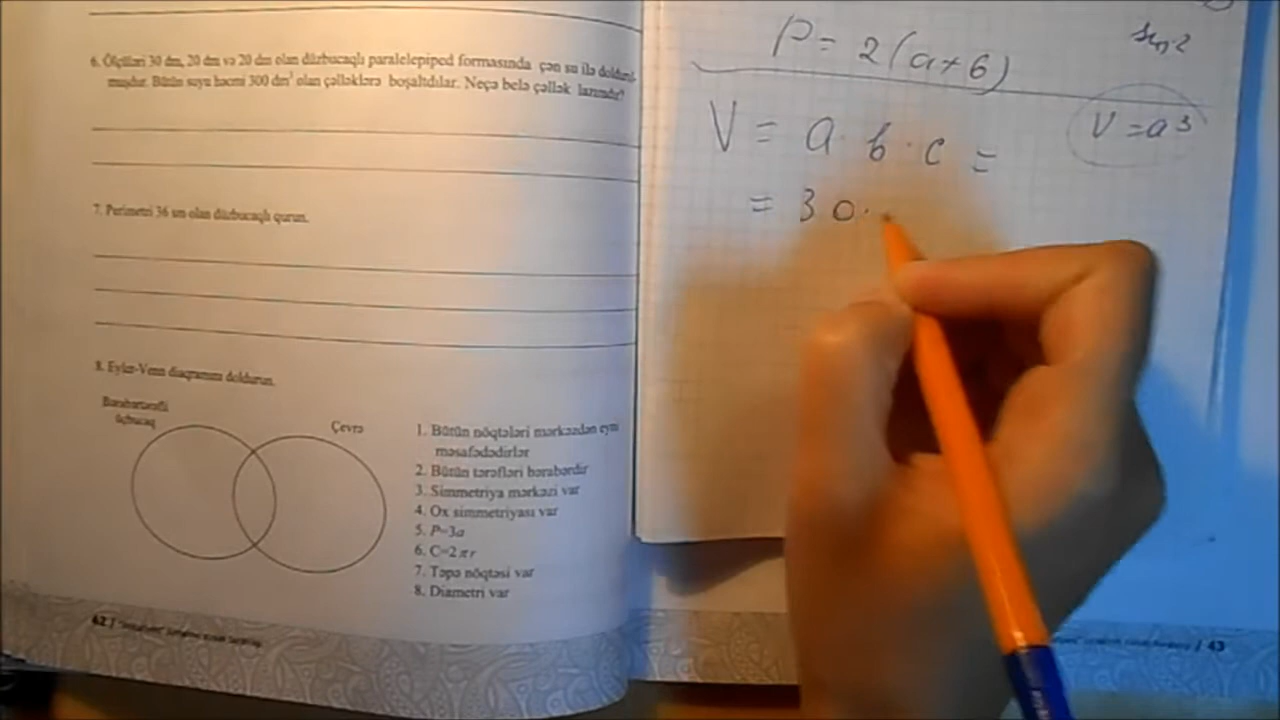 6. Ölçüləri 30 dm, 20 dm və 20 dm olan düzbucaqlı paralelepiped formasında çən su ilə doldurul-
muşdur. Bütün suyu həcmi 300 dm³ olan çəlləklərə boşaltdılar. Neçə belə çəllək lazımdır?
7. Perimetri 36 sm olan düzbucaqlı qurun.
8. Eyler-Venn diaqramını doldurun.
Bərabərtərəfli
üçbucaq
Çevrə
1. Bütün nöqtələri mərkəzdən eyni
məsafədədirlər
2. Bütün tərəfləri bərabərdir
3. Simmetriya mərkəzi var
4. Ox simmetriyası var
5. P=3a
6. C=2πr
7. Təpə nöqtəsi var
8. Diametri var
62 /
P = 2(a+b)
V = a · b · c =
= 30 ·
V = a³
/ 43